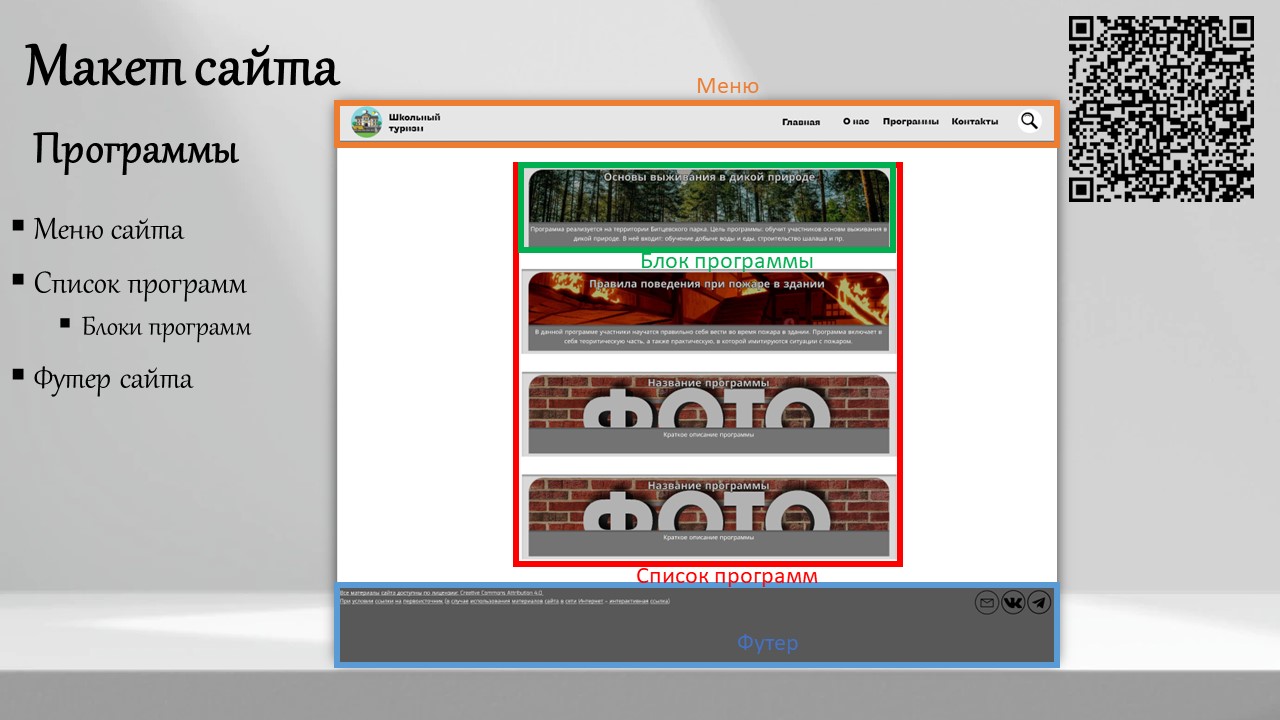 Макет сайта
Программы
▪ Меню сайта
▪ Список программ
▪ Блоки программ
▪ Футер сайта
Меню
Школьный
туризм
Главная О нас Программы Контакты
Основы выживания в дикой природе
Программа реализуется на территории Битцевского парка. Цель программы: обучит участников основм выживания в
дикой природе. В неё входит: обучение добыче воды и еды, строительство шалаша и пр.
Блок программы
Правила поведения при пожаре в здании
В данной программе участники научатся правильно себя вести во время пожара в здании. Программа включает в
себя теоритическую часть, а также практическую, в которой имитируются ситуации с пожаром.
Название программы
ФОТО
Краткое описание программы
Название программы
ФОТО
Краткое описание программы
Список программ
Все материалы сайта доступны по лицензии: Creative Commons Attribution 4.0.
При условии ссылки на первоисточник (в случае использования материалов сайта в сети Интернет – интерактивная ссылка)
Футер